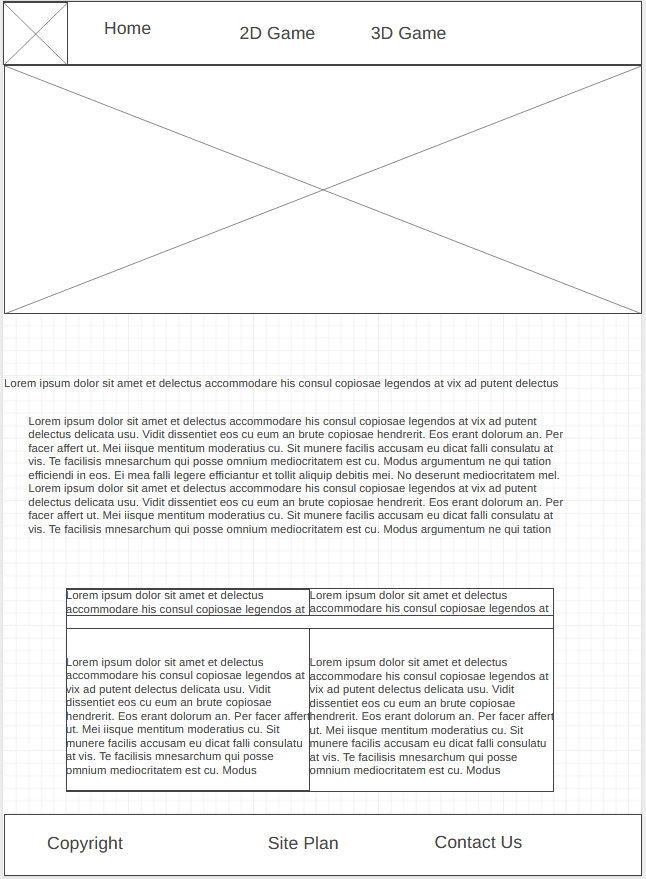 Home
2D Game
3D Game
Lorem ipsum dolor sit amet et delectus accommodare his consul copiosae legendos at vix ad putent delectus
Lorem ipsum dolor sit amet et delectus accommodare his consul copiosae legendos at vix ad putent
delectus delicata usu. Vidit dissentiet eos cu eum an brute copiosae hendrerit. Eos erant dolorum an. Per
facer affert ut. Mei iisque mentitum moderatius cu. Sit munere facilis accusam eu dicat falli consulatu at
vis. Te facilisis mnesarchum qui posse omnium mediocritatem est cu. Modus argumentum ne qui tation
efficiendi in eos. Ei mea falli legere efficiantur et tollit aliquip debitis mei. No deserunt mediocritatem mel.
Lorem ipsum dolor sit amet et delectus accommodare his consul copiosae legendos at vix ad putent
delectus delicata usu. Vidit dissentiet eos cu eum an brute copiosae hendrerit. Eos erant dolorum an. Per
facer affert ut. Mei iisque mentitum moderatius cu. Sit munere facilis accusam eu dicat falli consulatu at
vis. Te facilisis mnesarchum qui posse omnium mediocritatem est cu. Modus argumentum ne qui tation
Lorem ipsum dolor sit amet et delectus
accommodare his consul copiosae legendos at
Lorem ipsum dolor sit amet et delectus
accommodare his consul copiosae legendos at
Lorem ipsum dolor sit amet et delectus
accommodare his consul copiosae legendos at
vix ad putent delectus delicata usu. Vidit
dissentiet eos cu eum an brute copiosae
hendrerit. Eos erant dolorum an. Per facer affert
ut. Mei iisque mentitum moderatius cu. Sit
munere facilis accusam eu dicat falli consulatu
at vis. Te facilisis mnesarchum qui posse
omnium mediocritatem est cu. Modus
Lorem ipsum dolor sit amet et delectus
accommodare his consul copiosae legendos at
vix ad putent delectus delicata usu. Vidit
dissentiet eos cu eum an brute copiosae
hendrerit. Eos erant dolorum an. Per facer affert
ut. Mei iisque mentitum moderatius cu. Sit
munere facilis accusam eu dicat falli consulatu
at vis. Te facilisis mnesarchum qui posse
omnium mediocritatem est cu. Modus
Copyright
Site Plan
Contact Us